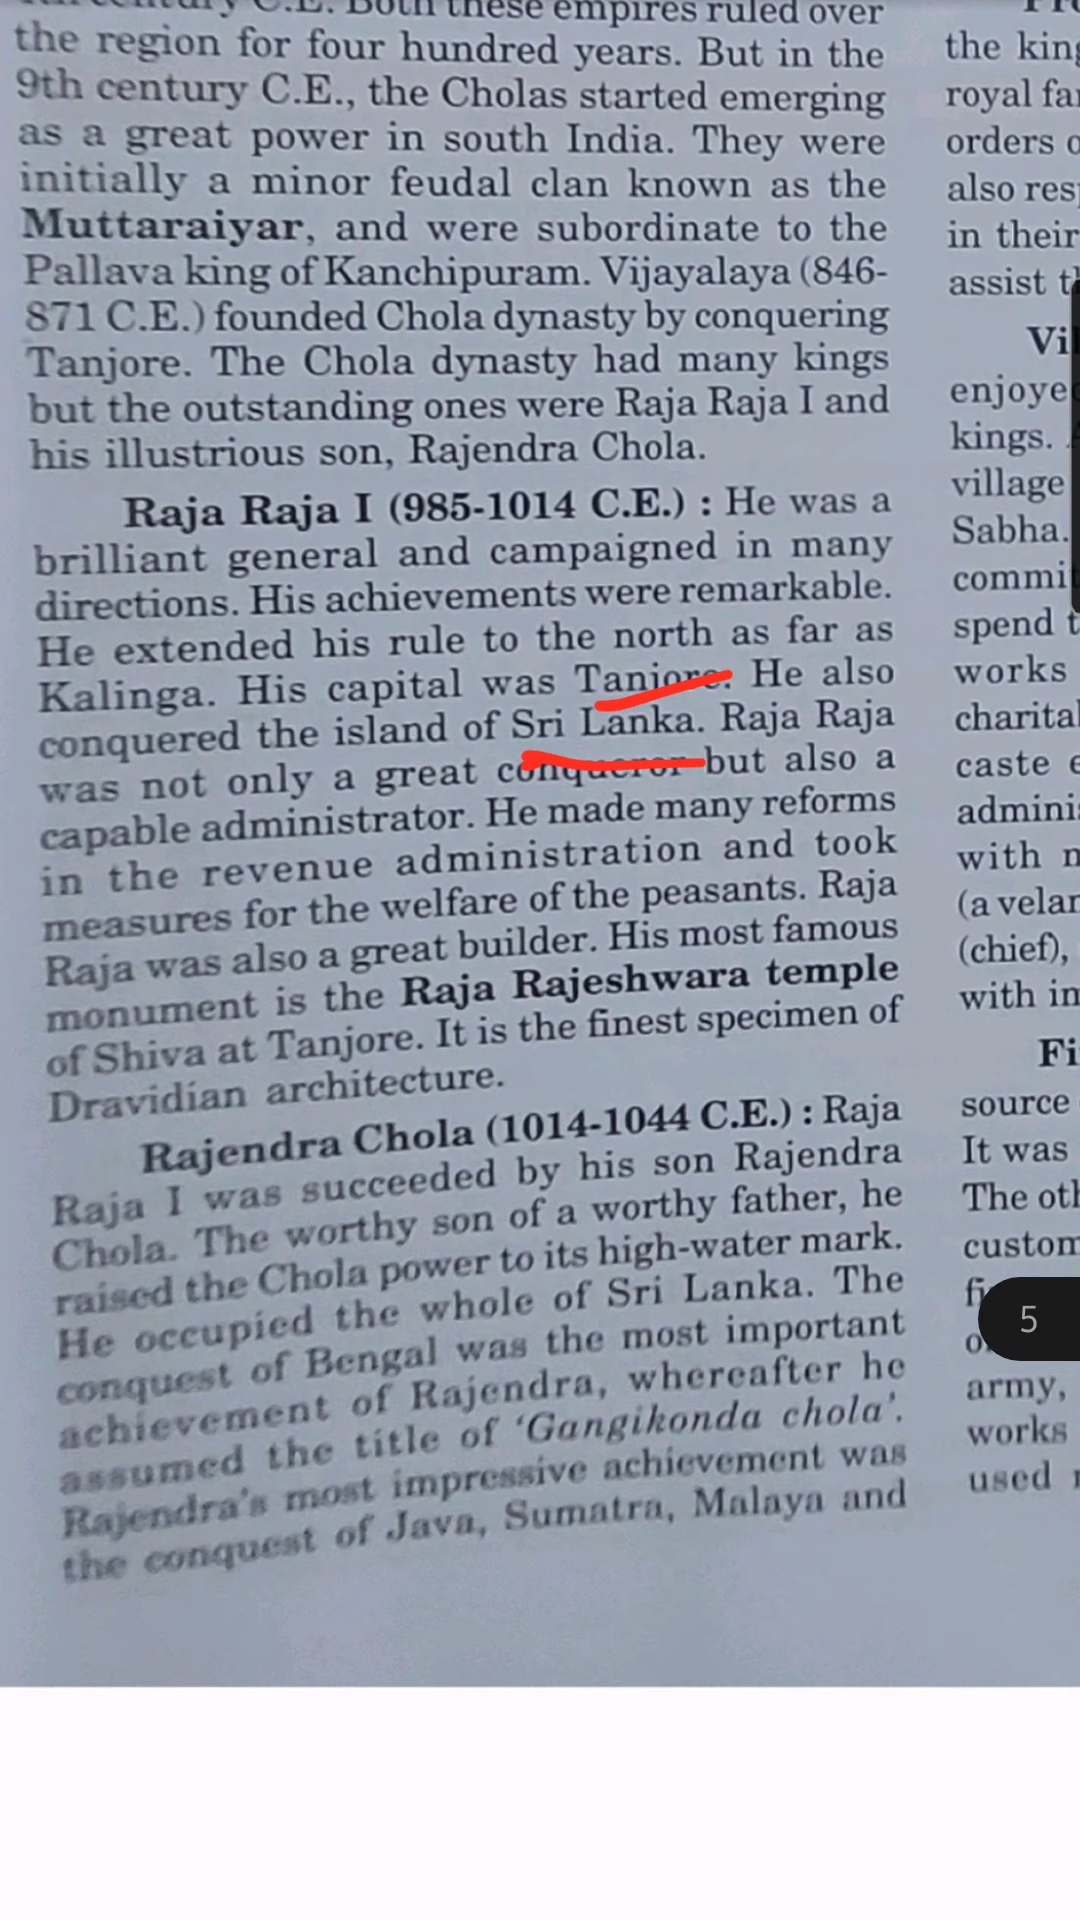 C.E. Both these empires ruled over
the region for four hundred years. But in the
9th century C.E., the Cholas started emerging
as a great power in south India. They were
initially a minor feudal clan known as the
Muttaraiyar, and were subordinate to the
Pallava king of Kanchipuram. Vijayalaya (846-
871 C.E.) founded Chola dynasty by conquering
Tanjore. The Chola dynasty had many kings
but the outstanding ones were Raja Raja I and
his illustrious son, Rajendra Chola.
Raja Raja I (985-1014 C.E.) : He was a
brilliant general and campaigned in many
directions. His achievements were remarkable.
He extended his rule to the north as far as
Kalinga. His capital was Tanjore. He also
conquered the island of Sri Lanka. Raja Raja
was not only a great conqueror but also a
capable administrator. He made many reforms
in the revenue administration and took
measures for the welfare of the peasants. Raja
Raja was also a great builder. His most famous
monument is the Raja Rajeshwara temple
of Shiva at Tanjore. It is the finest specimen of
Dravidian architecture.
Rajendra Chola (1014-1044 C.E.) : Raja
Raja I was succeeded by his son Rajendra
Chola. The worthy son of a worthy father, he
raised the Chola power to its high-water mark.
He occupied the whole of Sri Lanka. The
conquest of Bengal was the most important
achievement of Rajendra, whereafter he
assumed the title of 'Gangikonda chola'.
Rajendra's most impressive achievement was
the conquest of Java, Sumatra, Malaya and
the
royal
orders
also
in their
assist
enjoye
kings.
village
Sabha.
commi
spend
works
charita
caste
adminis
with
(a velan
(chief),
with im
Fi
source
It was
The oth
custom
army,
works
used
5